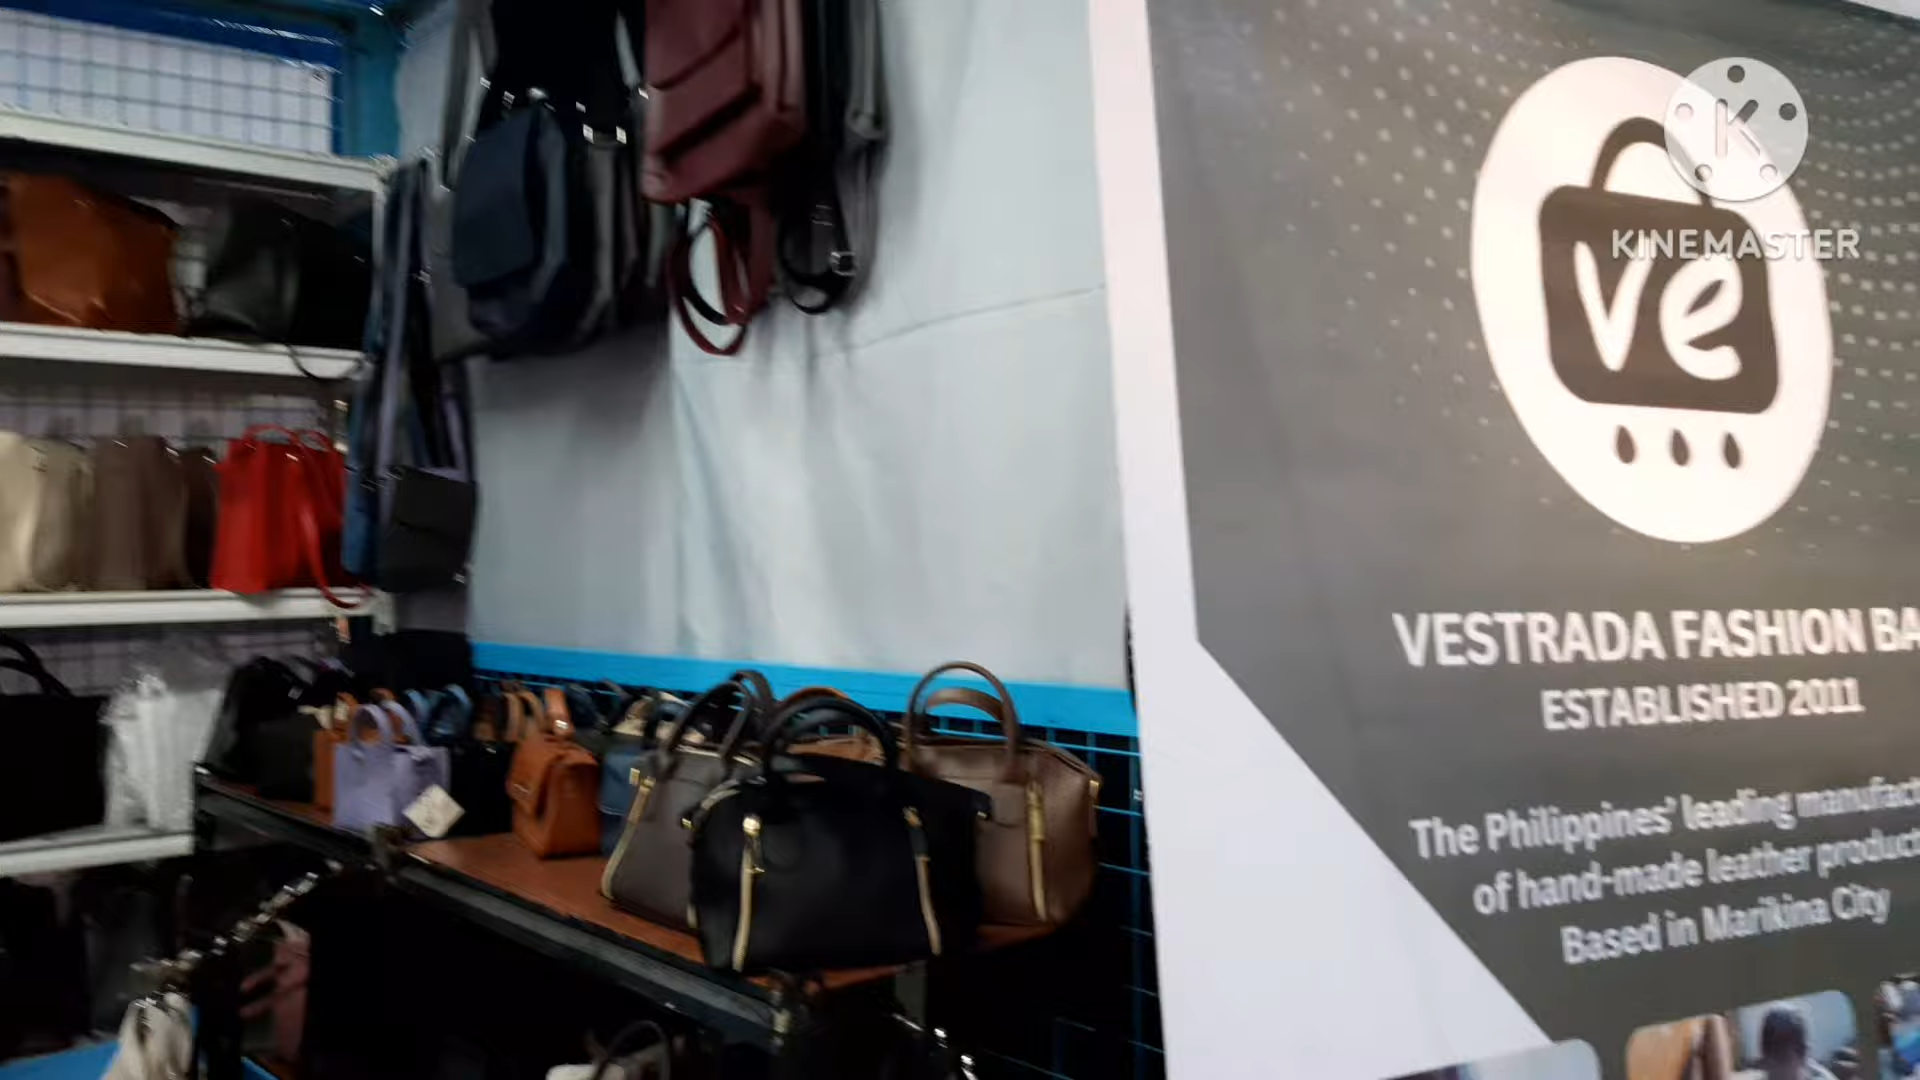 K
KINEMASTER
ve
VESTRADA FASHION BA
ESTABLISHED 2011
The Philippines' leading manufact
of hand-made leather product
Based in Marikina City